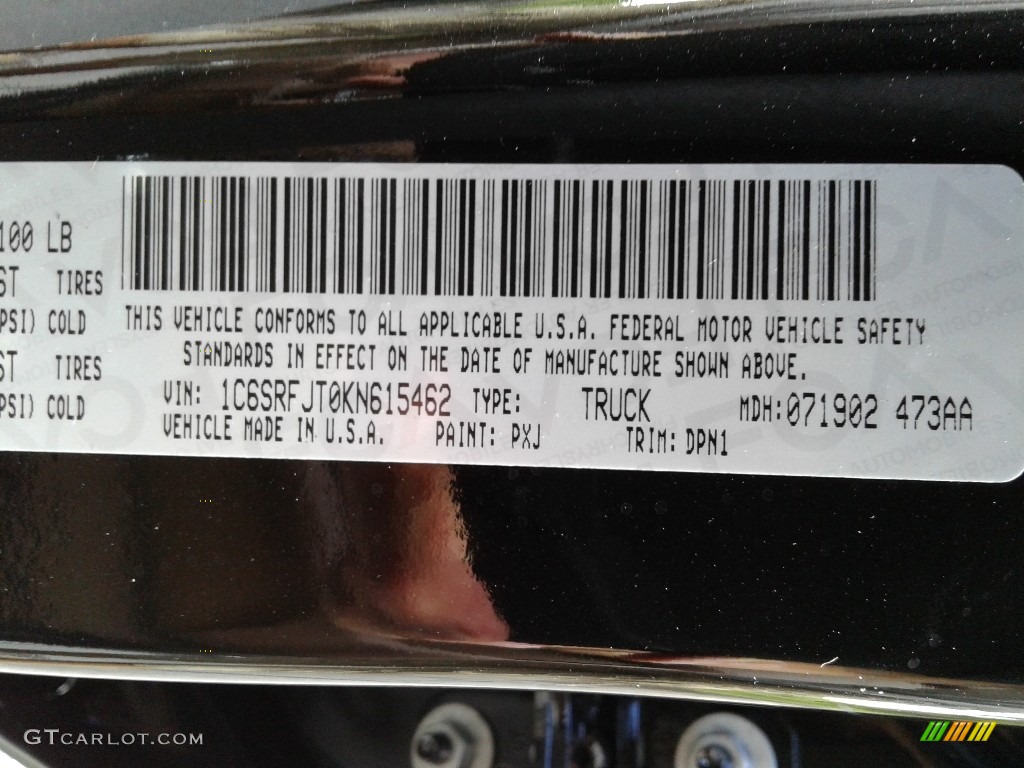 100 LB
ST TIRES
PSI) COLD
ST TIRES
PSI) COLD
THIS VEHICLE CONFORMS TO ALL APPLICABLE U.S.A. FEDERAL MOTOR VEHICLE SAFETY
STANDARDS IN EFFECT ON THE DATE OF MANUFACTURE SHOWN ABOVE.
VIN: 1C6SRFJT0KN615462 TYPE: TRUCK MDH:071902 473AA
VEHICLE MADE IN U.S.A. PAINT: PXJ TRIM: DPN1
GTCARLOT.COM